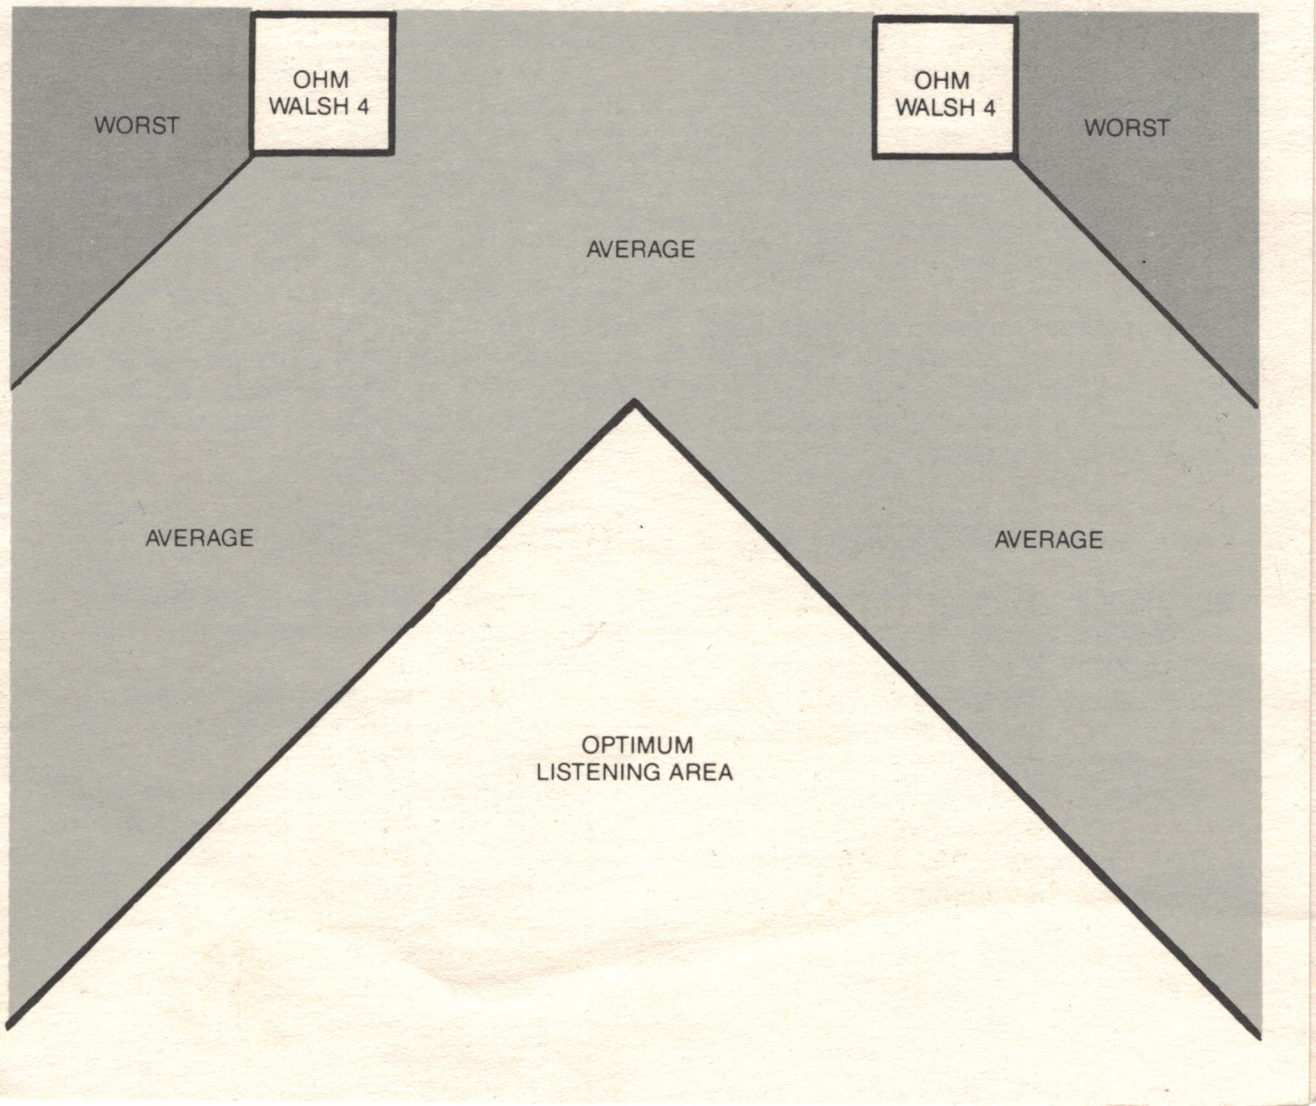 OHM
WALSH 4
OHM
WALSH 4
WORST
WORST
AVERAGE
AVERAGE
AVERAGE
OPTIMUM
LISTENING AREA